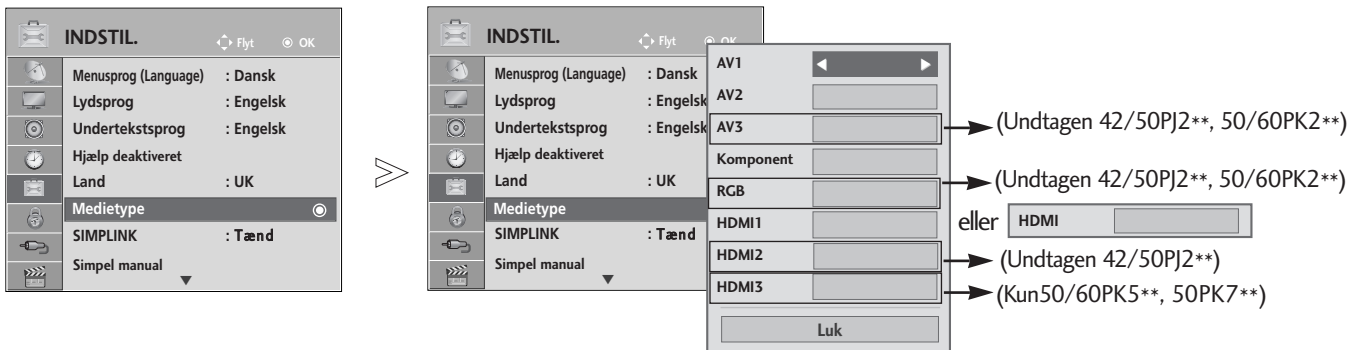 INDSTIL.
Flyt OK
Menusprog (Language) : Dansk
Lydsprog : Engelsk
Undertekstsprog : Engelsk
Hjælp deaktiveret
Land : UK
Medietype
SIMPLINK : Tænd
Simpel manual
INDSTIL.
Flyt OK
Menusprog (Language) : Dansk
Lydsprog : Engelsk
Undertekstsprog : Engelsk
Hjælp deaktiveret
Land : UK
Medietype
SIMPLINK : Tænd
Simpel manual
AV1
AV2
AV3
(Undtagen 42/50PJ2**, 50/60PK2**)
Komponent
RGB
(Undtagen 42/50PJ2**, 50/60PK2**)
HDMI1
eller HDMI
HDMI2
(Undtagen 42/50PJ2**)
HDMI3
(Kun50/60PK5**, 50PK7**)
Luk